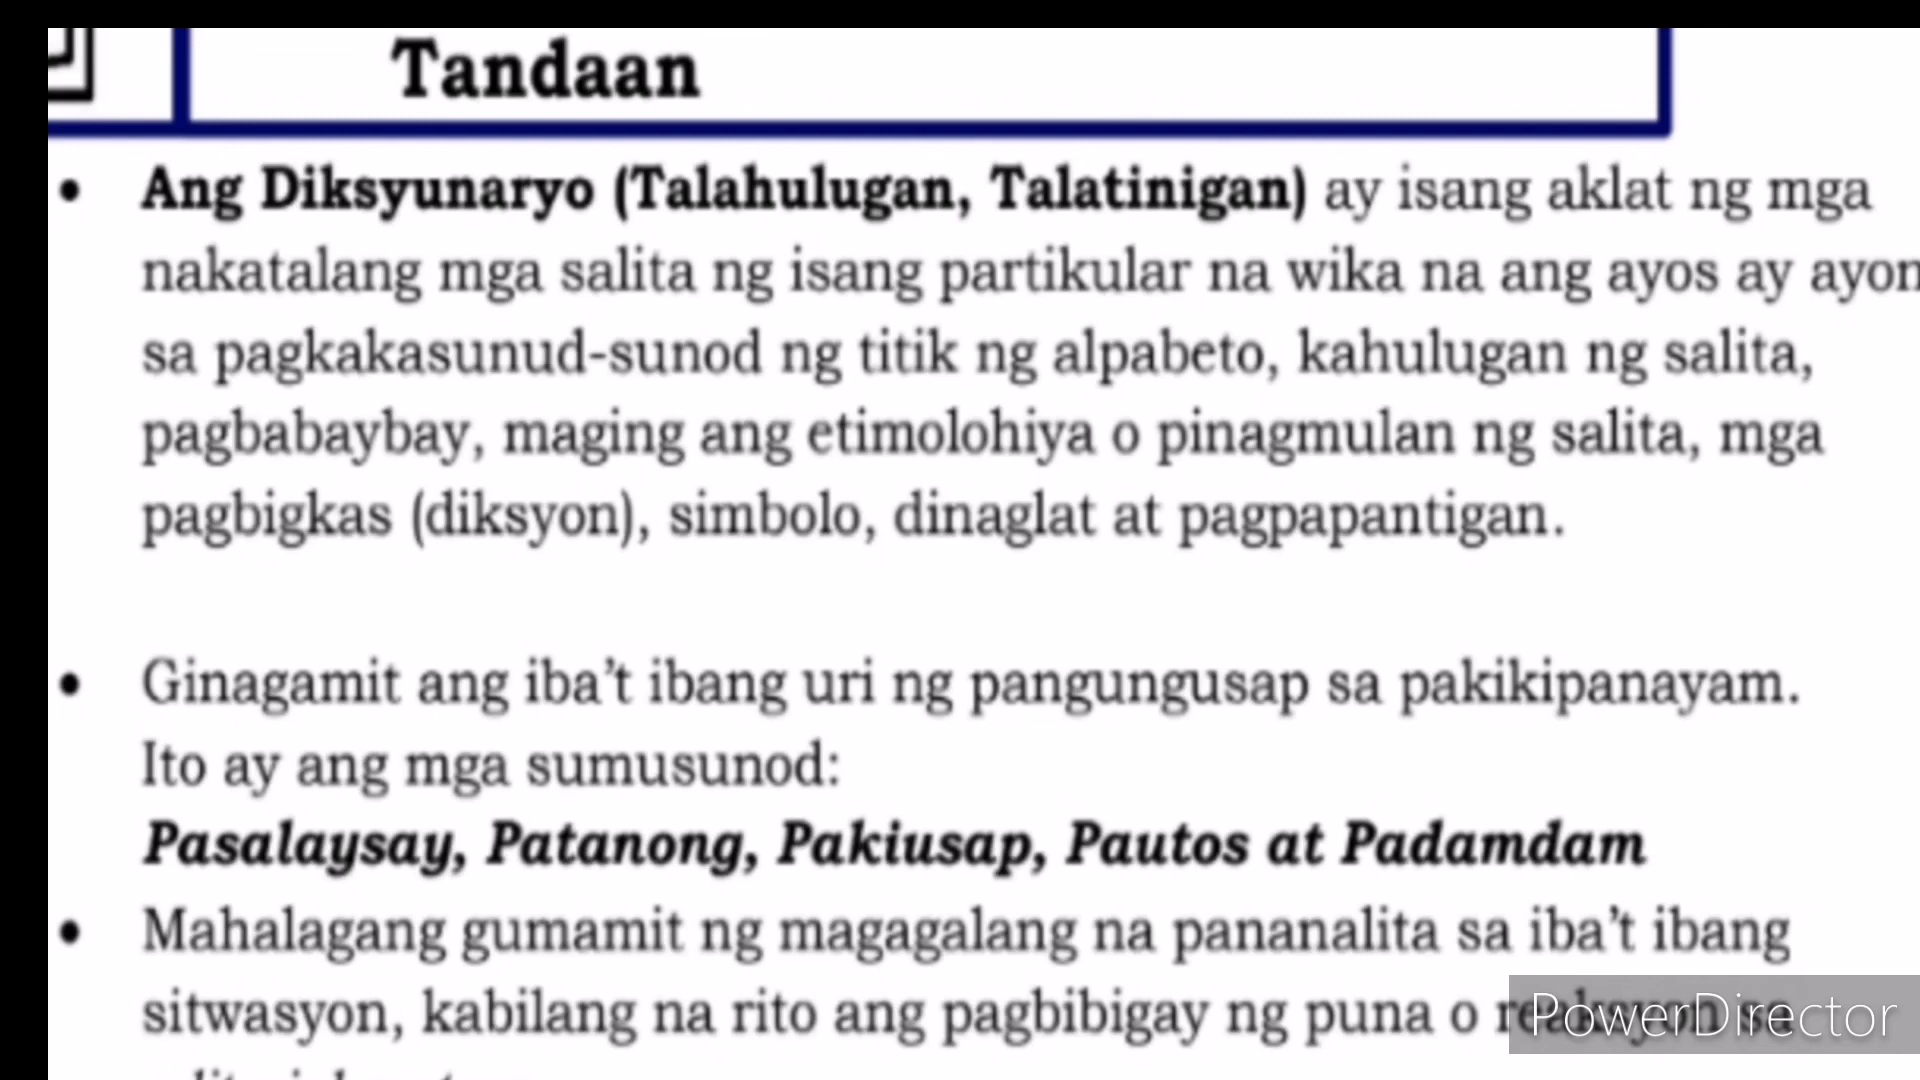 Tandaan
• Ang Diksyunaryo (Talahulugan, Talatinigan) ay isang aklat ng mga
nakatalang mga salita ng isang partikular na wika na ang ayos ay ayon
sa pagkakasunud-sunod ng titik ng alpabeto, kahulugan ng salita,
pagbabaybay, maging ang etimolohiya o pinagmulan ng salita, mga
pagbigkas (diksyon), simbolo, dinaglat at pagpapantigan.
• Ginagamit ang iba't ibang uri ng pangungusap sa pakikipanayam.
Ito ay ang mga sumusunod:
Pasalaysay, Patanong, Pakiusap, Pautos at Padamdam
• Mahalagang gumamit ng magagalang na pananalita sa iba't ibang
sitwasyon, kabilang na rito ang pagbibigay ng puna o reaksyon sa
PowerDirector